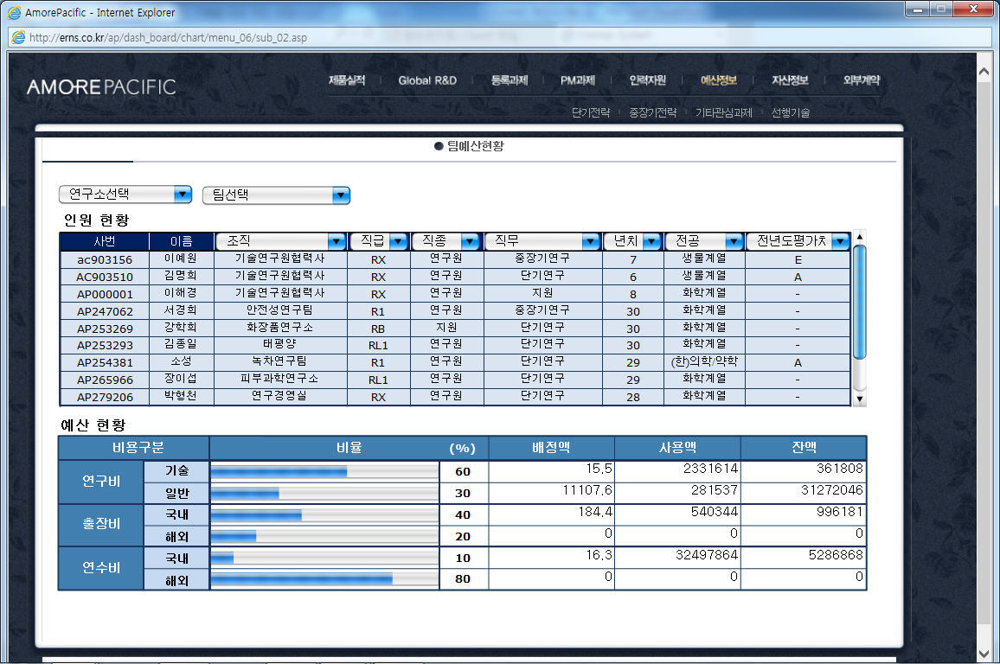 AmorePacific - Internet Explorer
http://erns.co.kr/ap/dash_board/chart/menu_06/sub_02.asp
AMOREPACIFIC
제품실적 Global R&D 등록과제 PM과제 인력자원 예산정보 자산정보 외부계약
단기전략 중장기전략 기타관심과제 선행기술
팀예산현황
연구소선택 팀선택
인원 현황
사번 이름 조직 직급 직종 직무 년치 전공 전년도평가치
ac903156 이예원 기술연구원협력사 RX 연구원 중장기연구 7 생물계열 E
AC903510 김명희 기술연구원협력사 RX 연구원 단기연구 6 생물계열 A
AP000001 이해경 기술연구원협력사 RX 연구원 지원 8 화학계열 -
AP247062 서경희 안전성연구팀 R1 연구원 중장기연구 30 화학계열 -
AP253269 강학희 화장품연구소 RB 지원 단기연구 30 화학계열 -
AP253293 김종일 태평양 RL1 연구원 단기연구 30 화학계열 -
AP254381 소성 녹차연구팀 R1 연구원 단기연구 29 (한)의학/약학 A
AP265966 장이섭 피부과학연구소 RL1 연구원 단기연구 29 화학계열 -
AP279206 박형천 연구경영실 RX 연구원 단기연구 28 화학계열 -
예산 현황
비용구분 비율 (%) 배정액 사용액 잔액
연구비 기술 60 15,5 2331614 361808
일반 30 11107,6 281537 31272046
출장비 국내 40 184,4 540344 996181
해외 20 0 0 0
연수비 국내 10 16,3 32497864 5286868
해외 80 0 0 0